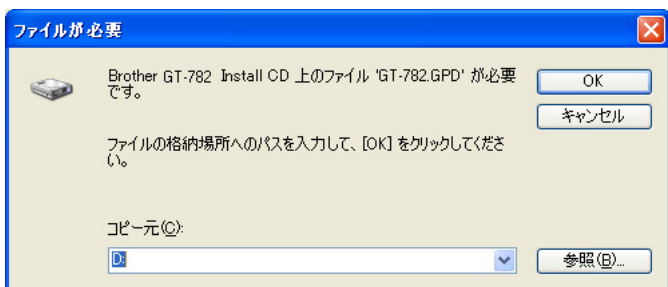 ファイルが必要
Brother GT-782 Install CD 上のファイル 'GT-782.GPD' が必要
です。
OK
キャンセル
ファイルの格納場所へのパスを入力して、[OK] をクリックしてくださ
い。
コピー元(C):
D:
参照(B)...